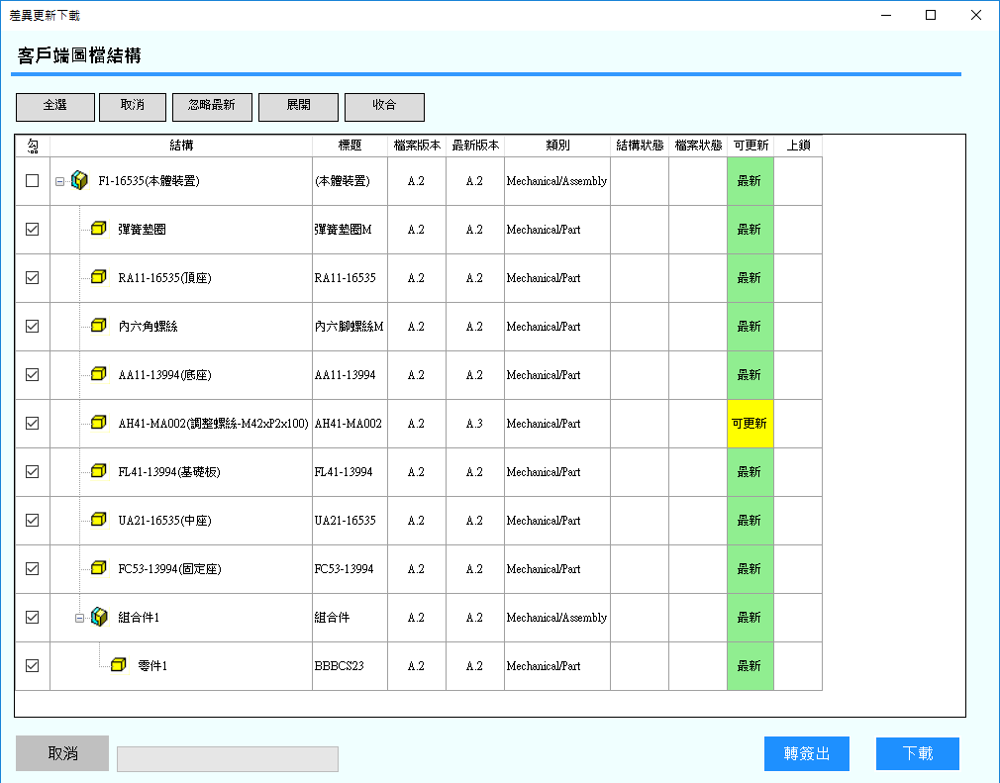 差異更新下載
客戶端圖檔結構
全選 取消 忽略最新 展開 收合
勾選 結構 標題 檔案版本 最新版本 類別 結構狀態 檔案狀態 可更新 上鎖
F1-16535(本體裝置) (本體裝置) A.2 A.2 Mechanical/Assembly 最新
彈簧墊圈 彈簧墊圈M A.2 A.2 Mechanical/Part 最新
RA11-16535(頂座) RA11-16535 A.2 A.2 Mechanical/Part 最新
內六角螺絲 內六腳螺絲M A.2 A.2 Mechanical/Part 最新
AA11-13994(底座) AA11-13994 A.2 A.2 Mechanical/Part 最新
AH41-MA002(調整螺絲-M42xP2x100) AH41-MA002 A.2 A.3 Mechanical/Part 可更新
FL41-13994(基礎板) FL41-13994 A.2 A.2 Mechanical/Part 最新
UA21-16535(中座) UA21-16535 A.2 A.2 Mechanical/Part 最新
FC53-13994(固定座) FC53-13994 A.2 A.2 Mechanical/Part 最新
組合件1 組合件 A.2 A.2 Mechanical/Assembly 最新
零件1 BBBCS23 A.2 A.2 Mechanical/Part 最新
取消 轉簽出 下載